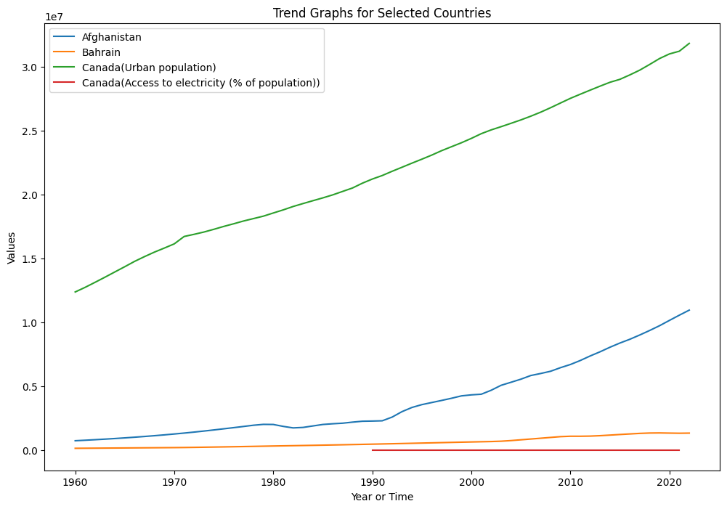 Trend Graphs for Selected Countries
1e7
Afghanistan
Bahrain
Canada(Urban population)
Canada(Access to electricity (% of population))
3.0
2.5
2.0
1.5
1.0
0.5
0.0
Values
1960
1970
1980
1990
2000
2010
2020
Year or Time